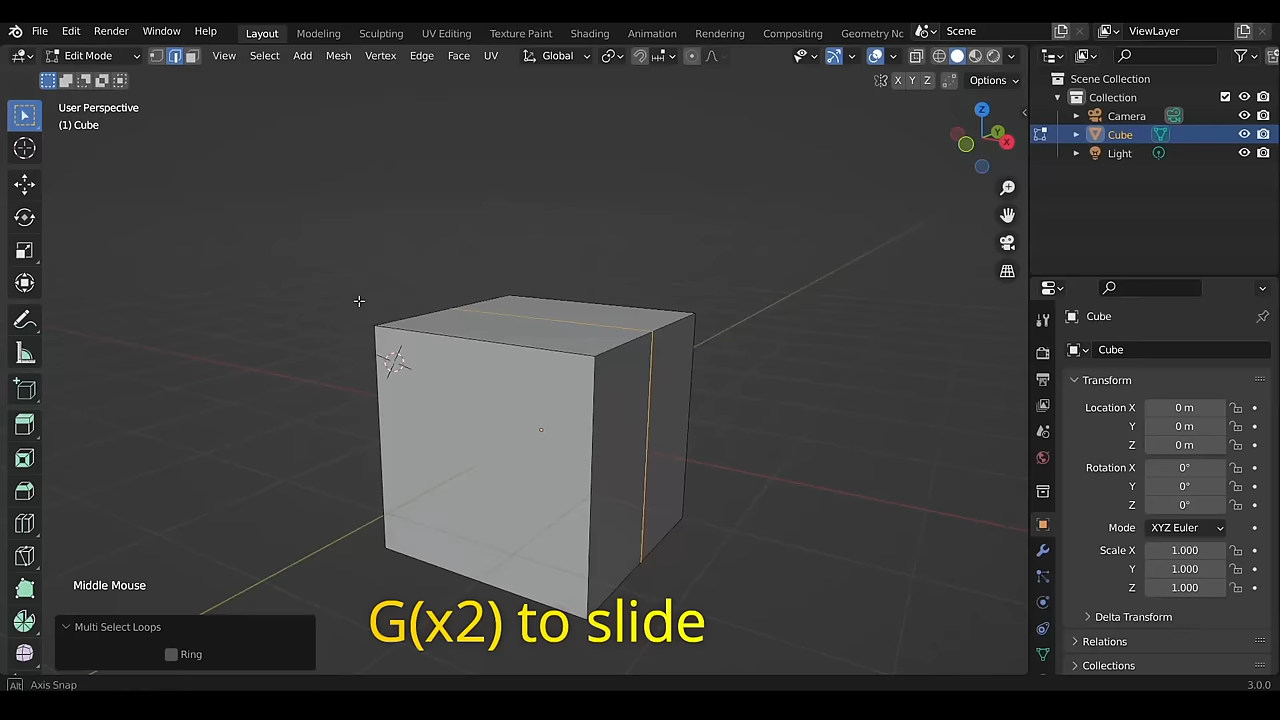 File Edit Render Window Help Layout Modeling Sculpting UV Editing Texture Paint Shading Animation Rendering Compositing Geometry Nc Scene ViewLayer
Edit Mode View Select Add Mesh Vertex Edge Face UV Global
X Y Z Options
User Perspective
(1) Cube
Z
Y
X
Scene Collection
Collection
Camera
Cube
Light
Cube
Cube
Transform
Location X 0 m
Y 0 m
Z 0 m
Rotation X 0°
Y 0°
Z 0°
Mode XYZ Euler
Scale X 1.000
Y 1.000
Z 1.000
Delta Transform
Relations
Collections
Middle Mouse
G(x2) to slide
Multi Select Loops
Ring
Alt Axis Snap
3.0.0